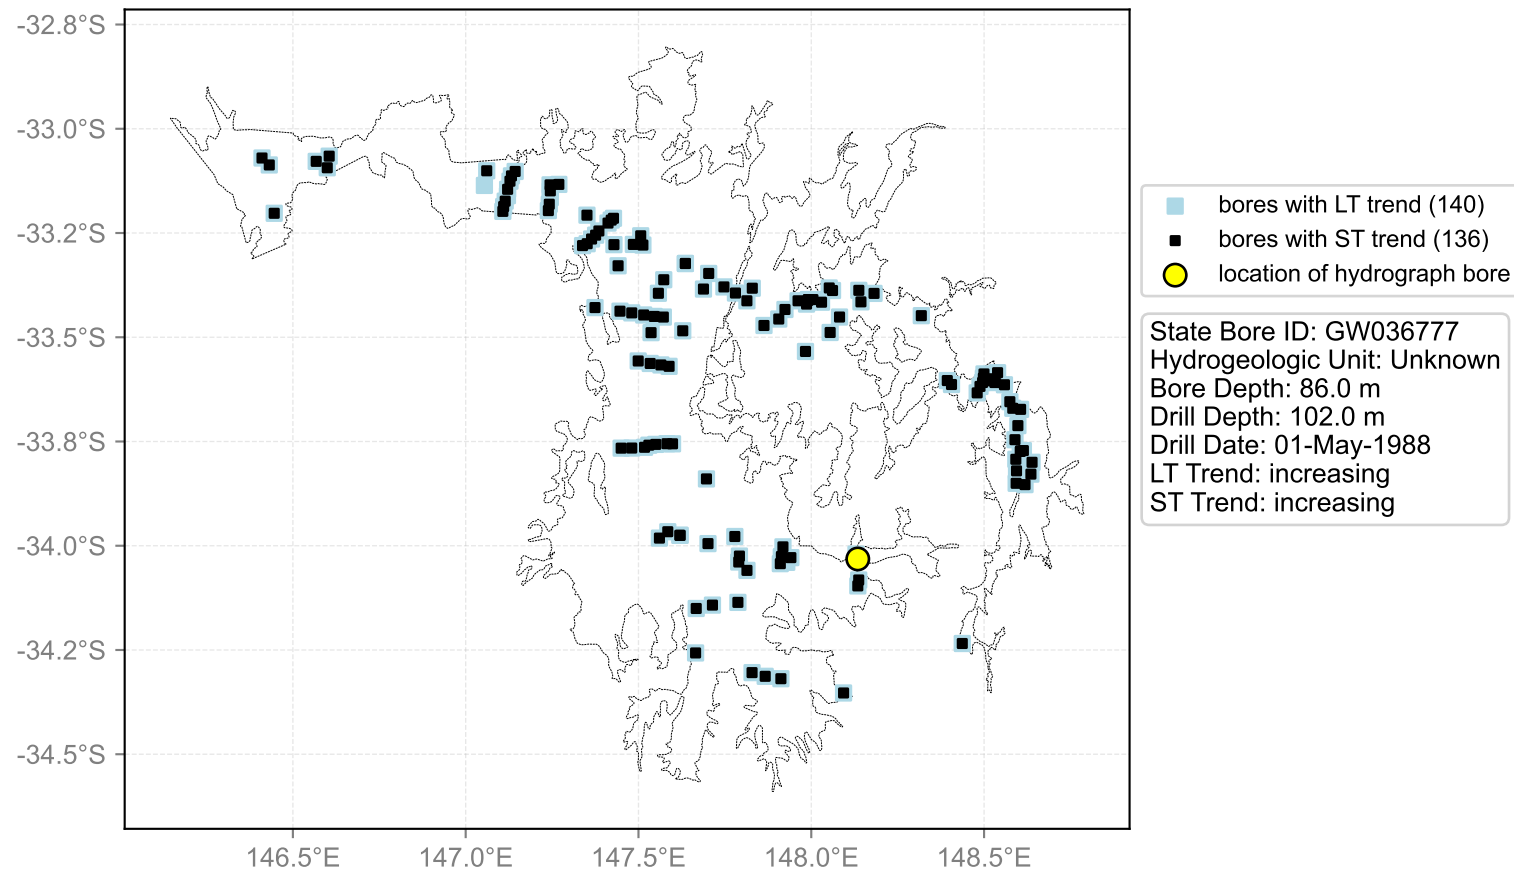 -32.8°S
-33.0°S
-33.2°S
-33.5°S
-33.8°S
-34.0°S
-34.2°S
-34.5°S
146.5°E
147.0°E
147.5°E
148.0°E
148.5°E
bores with LT trend (140)
bores with ST trend (136)
location of hydrograph bore
State Bore ID: GW036777
Hydrogeologic Unit: Unknown
Bore Depth: 86.0 m
Drill Depth: 102.0 m
Drill Date: 01-May-1988
LT Trend: increasing
ST Trend: increasing